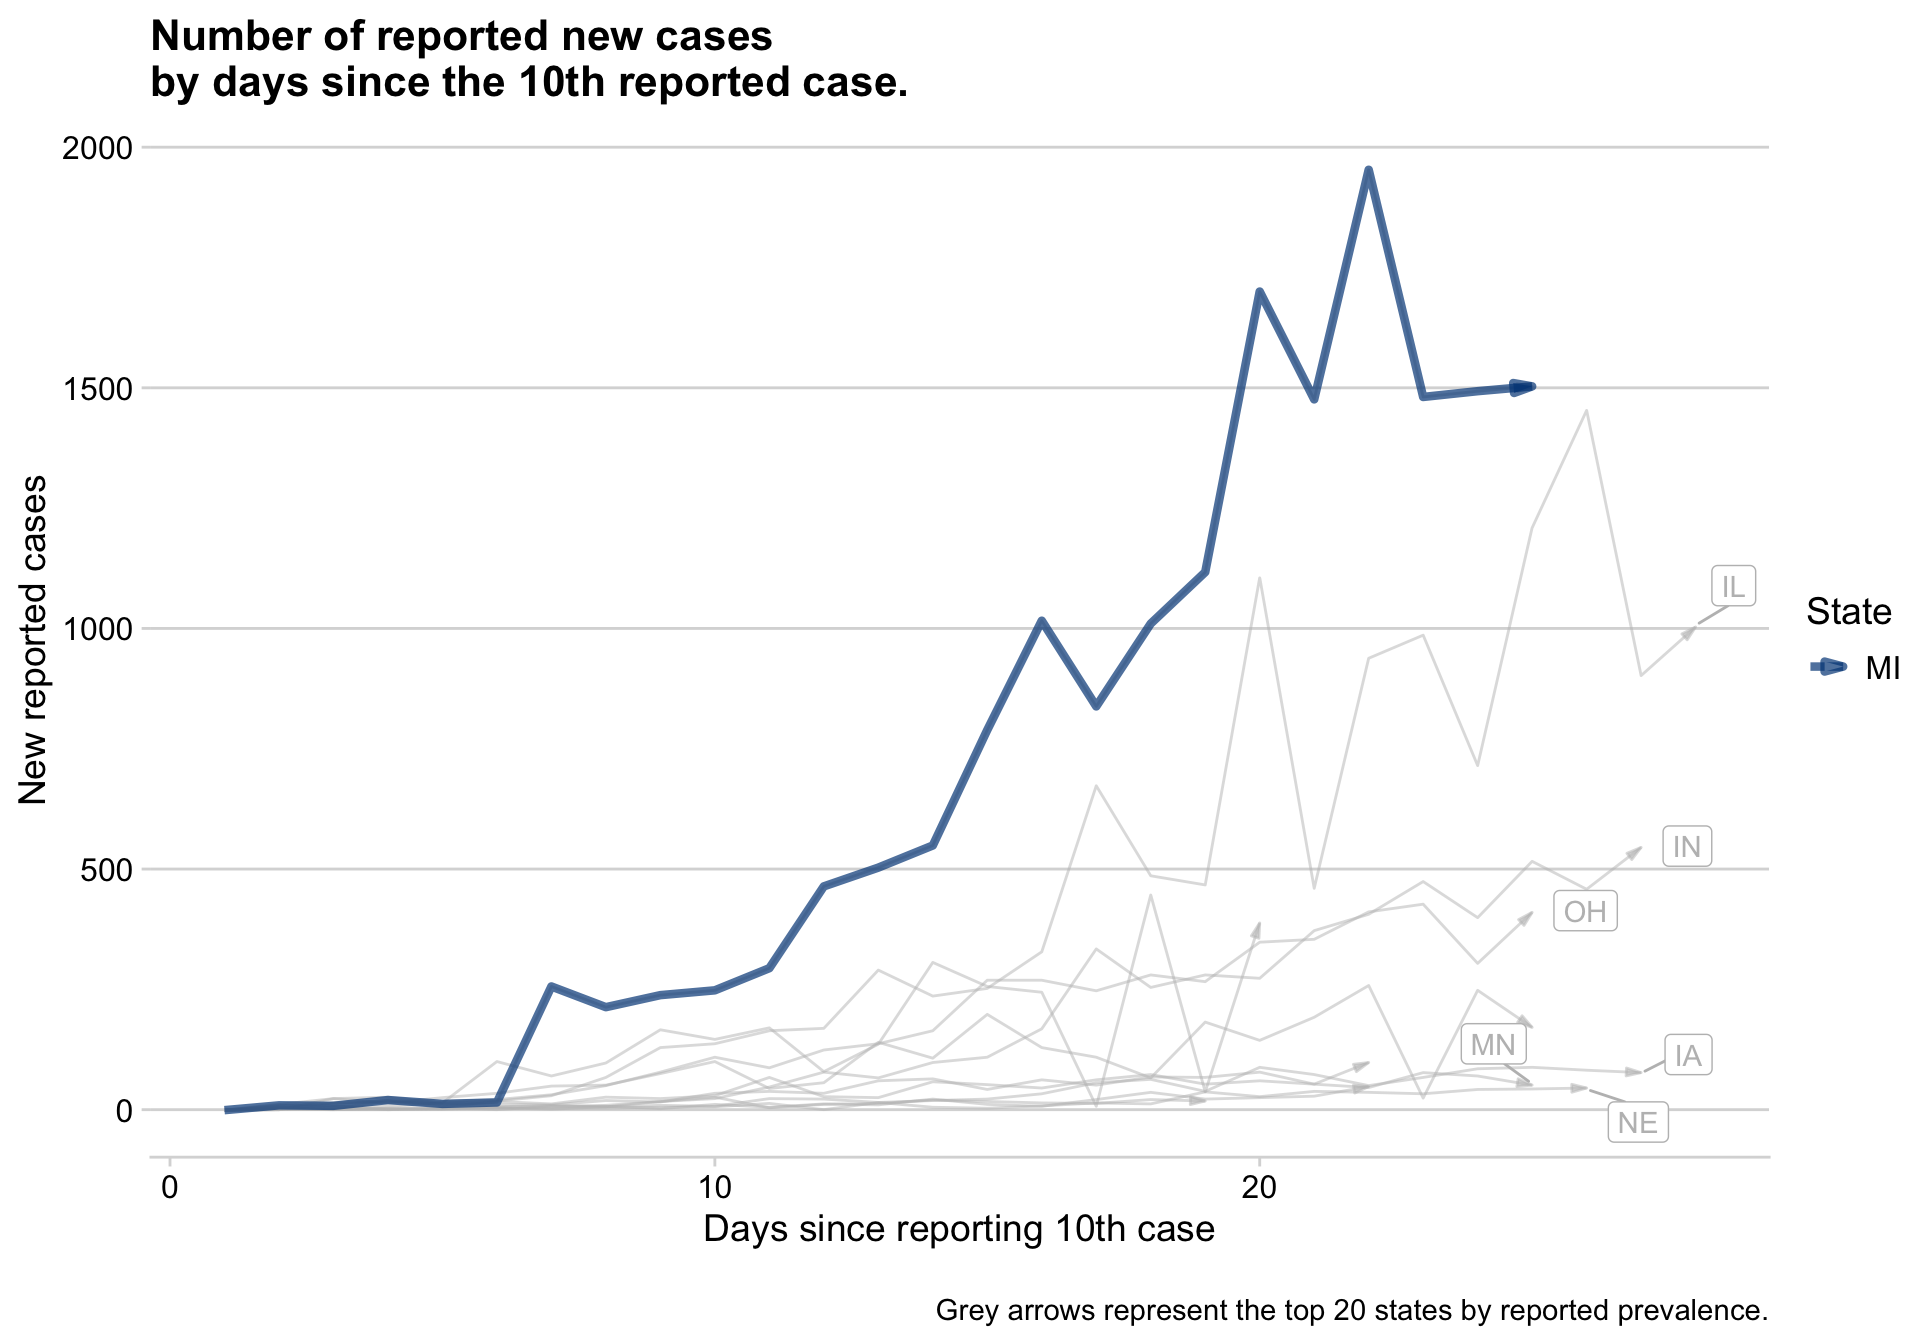 Number of reported new cases
by days since the 10th reported case.
2000
1500
1000
500
0
New reported cases
IL
IN
OH
MN
IA
NE
0 10 20
Days since reporting 10th case
State
MI
Grey arrows represent the top 20 states by reported prevalence.